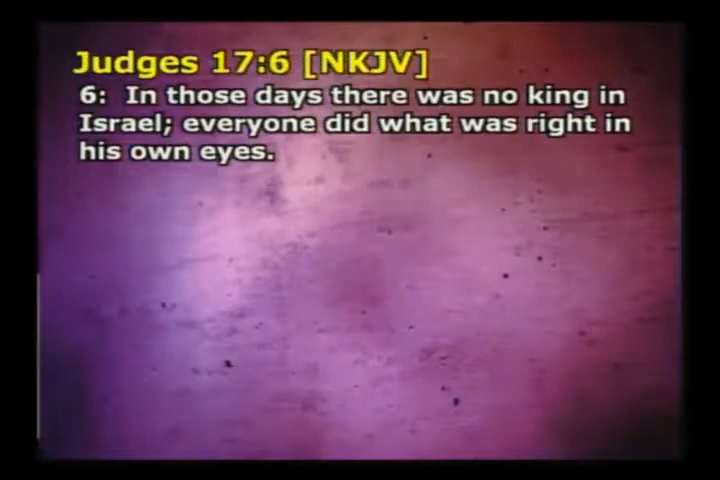 Judges 17:6 [NKJV]
6: In those days there was no king in
Israel; everyone did what was right in
his own eyes.